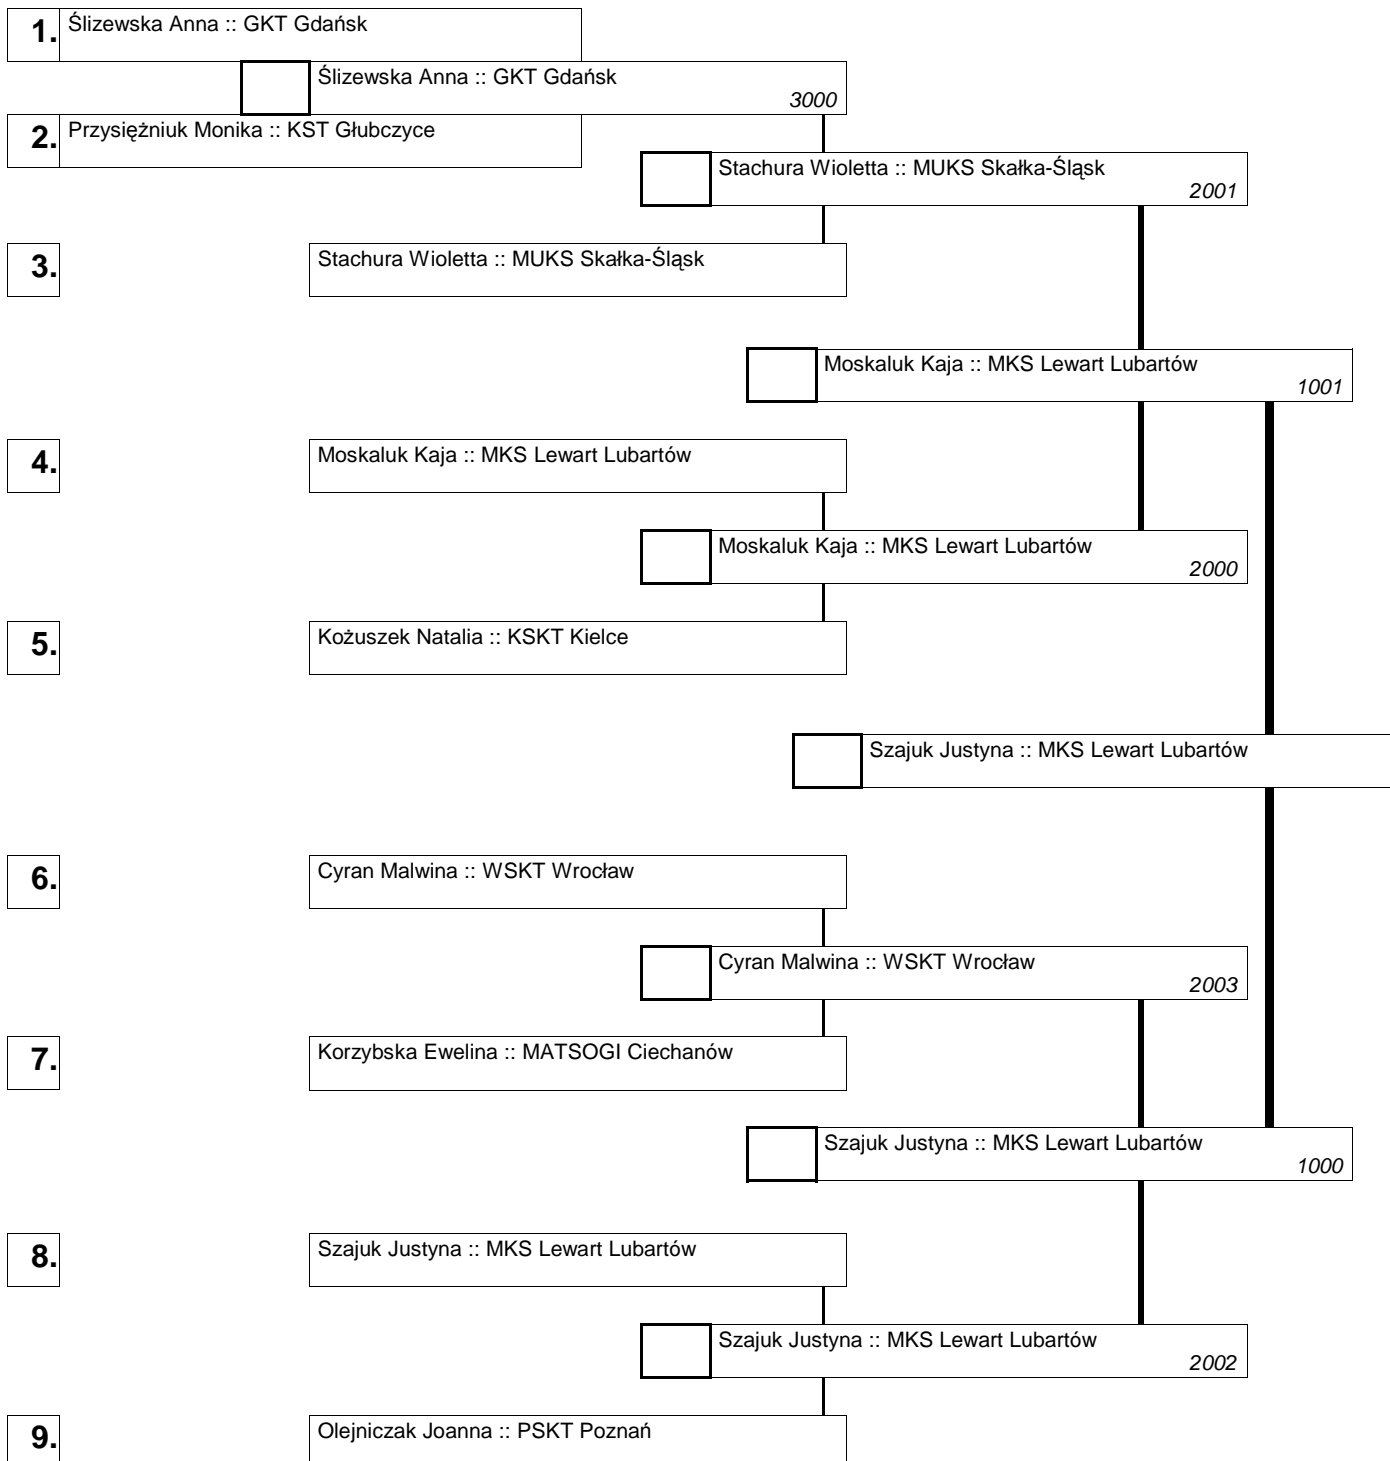 1. Ślizewska Anna :: GKT Gdańsk
Ślizewska Anna :: GKT Gdańsk
3000
2. Przysiężniuk Monika :: KST Głubczyce
Stachura Wioletta :: MUKS Skałka-Śląsk
2001
3. Stachura Wioletta :: MUKS Skałka-Śląsk
Moskaluk Kaja :: MKS Lewart Lubartów
1001
4. Moskaluk Kaja :: MKS Lewart Lubartów
Moskaluk Kaja :: MKS Lewart Lubartów
2000
5. Kożuszek Natalia :: KSKT Kielce
Szajuk Justyna :: MKS Lewart Lubartów
6. Cyran Malwina :: WSKT Wrocław
Cyran Malwina :: WSKT Wrocław
2003
7. Korzybska Ewelina :: MATSOGI Ciechanów
Szajuk Justyna :: MKS Lewart Lubartów
1000
8. Szajuk Justyna :: MKS Lewart Lubartów
Szajuk Justyna :: MKS Lewart Lubartów
2002
9. Olejniczak Joanna :: PSKT Poznań